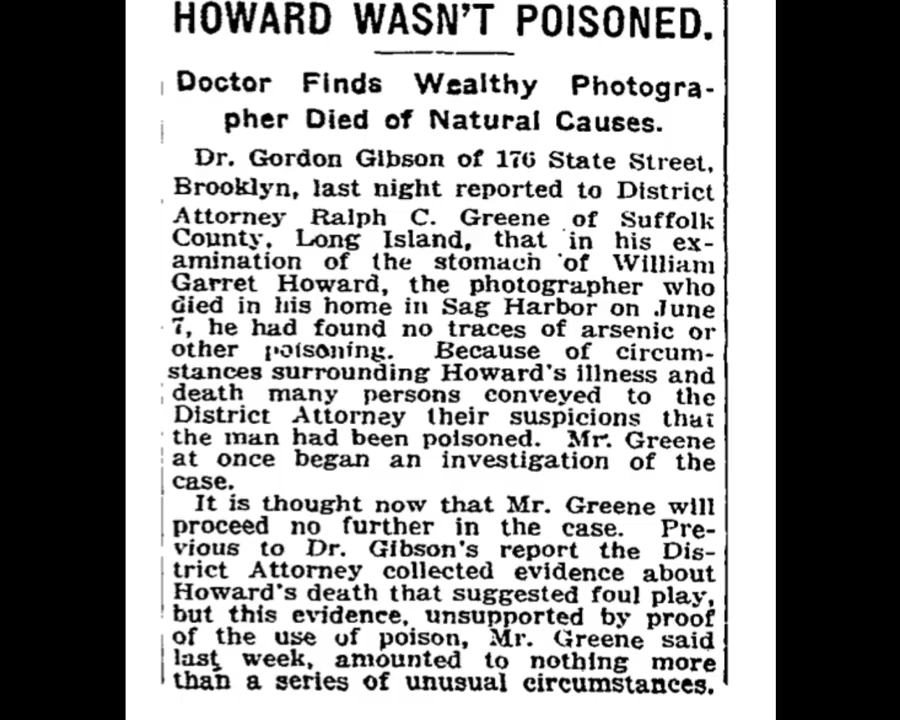 HOWARD WASN'T POISONED.
Doctor Finds Wealthy Photogra-
pher Died of Natural Causes.
Dr. Gordon Gibson of 176 State Street,
Brooklyn, last night reported to District
Attorney Ralph C. Greene of Suffolk
County, Long Island, that in his ex-
amination of the stomach of William
Garret Howard, the photographer who
died in his home in Sag Harbor on June
7, he had found no traces of arsenic or
other poisoning. Because of circum-
stances surrounding Howard's illness and
death many persons conveyed to the
District Attorney their suspicions that
the man had been poisoned. Mr. Greene
at once began an investigation of the
case.
It is thought now that Mr. Greene will
proceed no further in the case. Pre-
vious to Dr. Gibson's report the Dis-
trict Attorney collected evidence about
Howard's death that suggested foul play,
but this evidence, unsupported by proof
of the use of poison, Mr. Greene said
last week, amounted to nothing more
than a series of unusual circumstances.